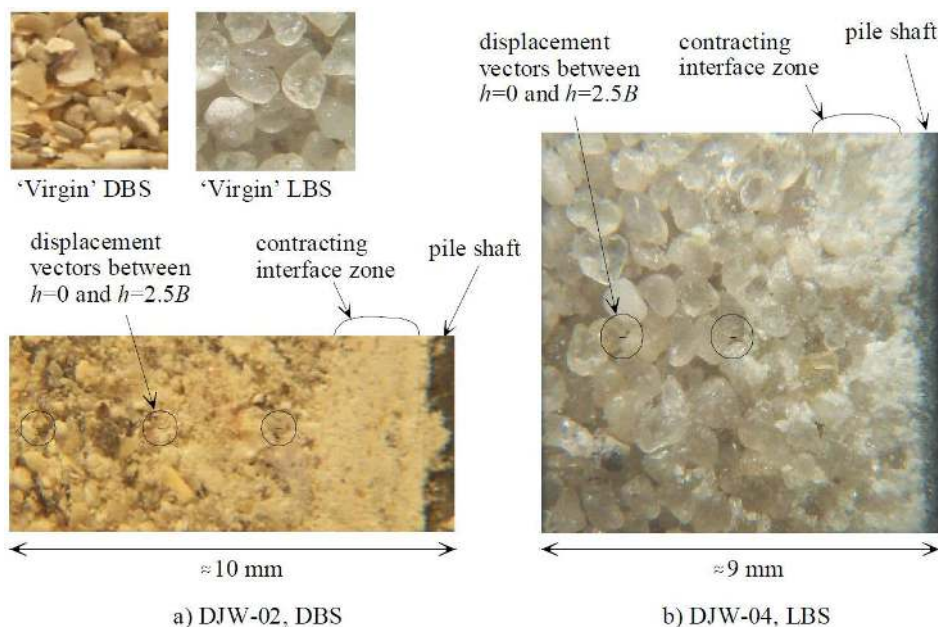 'Virgin' DBS
'Virgin' LBS
displacement
vectors between
h=0 and h=2.5B
contracting
interface zone
pile shaft
≈10 mm
a) DJW-02, DBS
displacement
vectors between
h=0 and h=2.5B
contracting
interface zone
pile shaft
≈9 mm
b) DJW-04, LBS